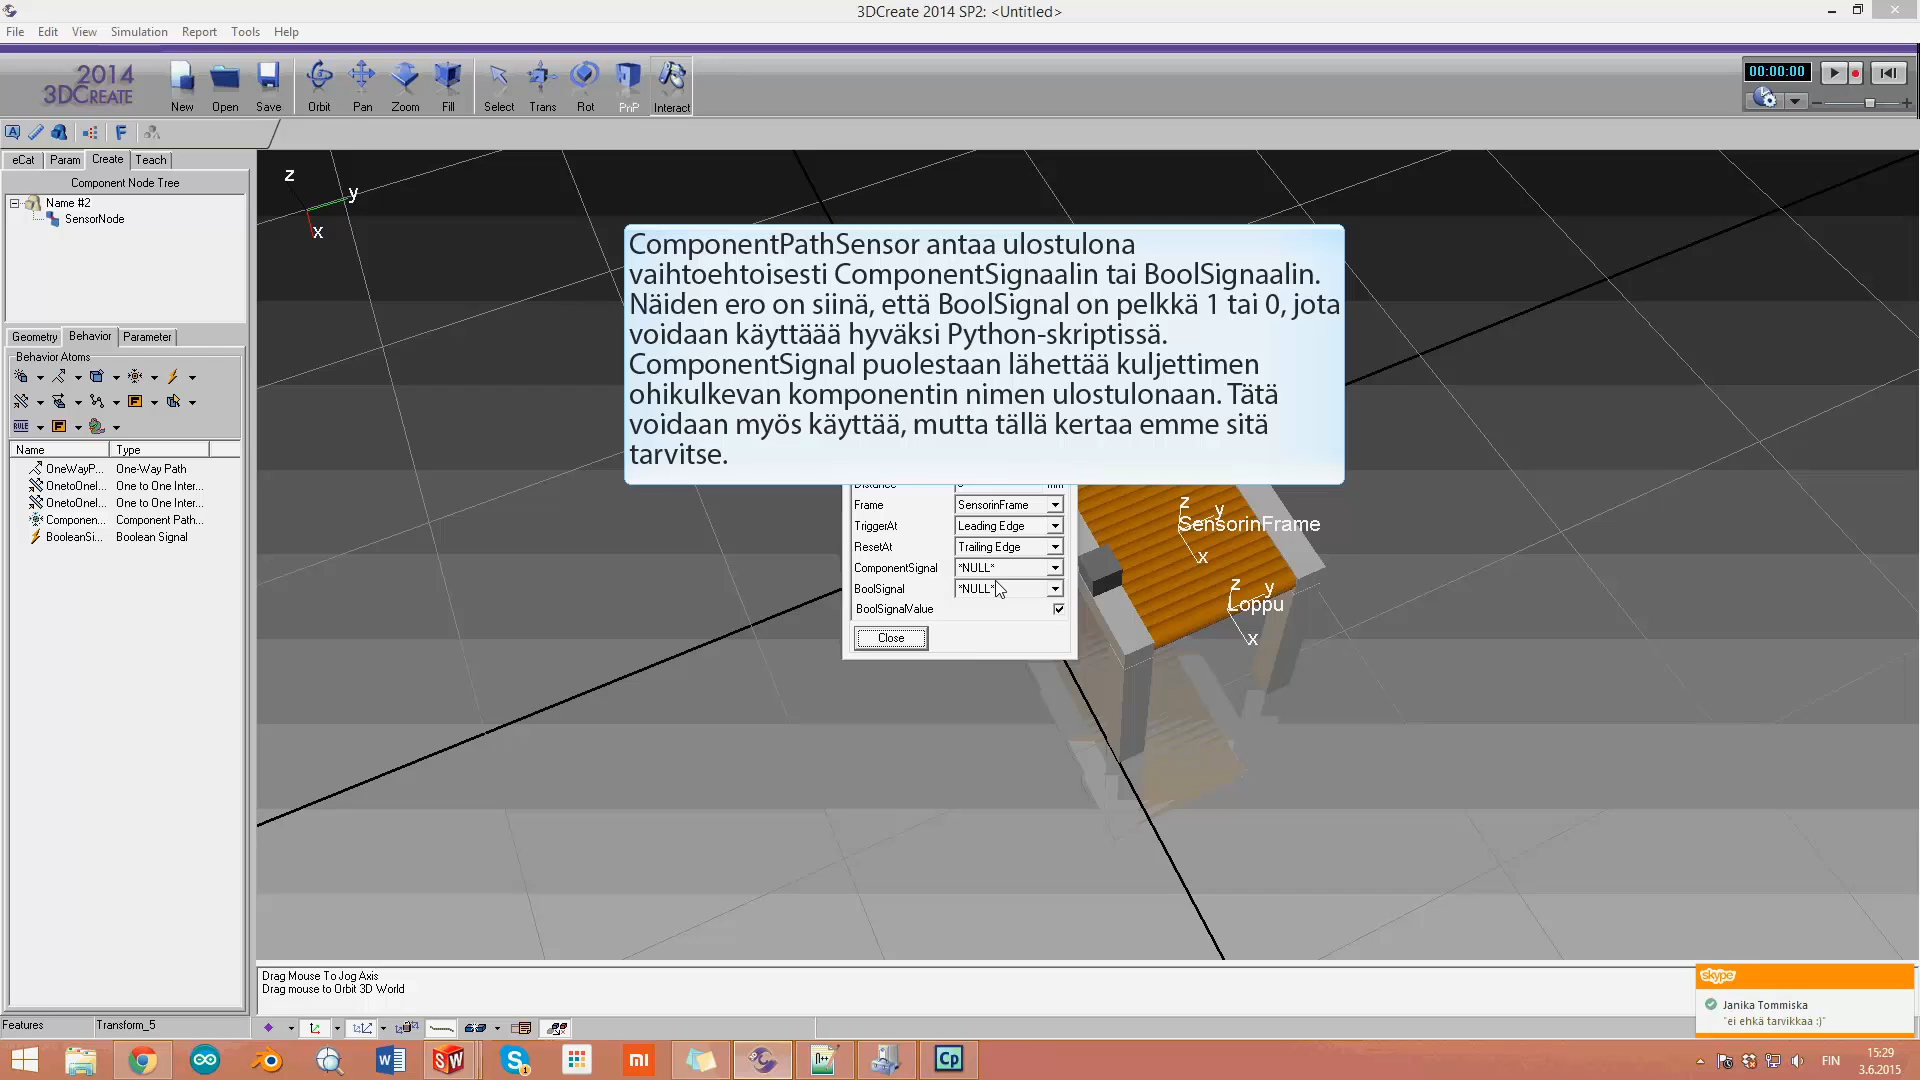 3DCreate 2014 SP2: <Untitled>
File Edit View Simulation Report Tools Help
2014
3DCREATE
New Open Save Orbit Pan Zoom Fill Select Trans Rot PnP Interact
00:00:00
eCat Param Create Teach
Component Node Tree
Name #2
SensorNode
Geometry Behavior Parameter
Behavior Atoms
RULE
Name Type
OneWayP... One-Way Path
OnetoOneI... One to One Inter...
OnetoOneI... One to One Inter...
Componen... Component Path...
BooleanSi... Boolean Signal
z
y
x
ComponentPathSensor antaa ulostulona
vaihtoehtoisesti ComponentSignaalin tai BoolSignaalin.
Näiden ero on siinä, että BoolSignal on pelkkä 1 tai 0, jota
voidaan käyttäää hyväksi Python-skriptissä.
ComponentSignal puolestaan lähettää kuljettimen
ohikulkevan komponentin nimen ulostulonaan. Tätä
voidaan myös käyttää, mutta tällä kertaa emme sitä
tarvitse.
Frame SensorinFrame
TriggerAt Leading Edge
ResetAt Trailing Edge
ComponentSignal *NULL*
BoolSignal *NULL*
BoolSignalValue
Close
z
y
SensorinFrame
x
z
y
Loppu
x
Drag Mouse To Jog Axis
Drag mouse to Orbit 3D World
Features Transform_5
skype
Janika Tommiska
"ei ehkä tarvikkaa :)"
FIN
15:29
3.6.2015